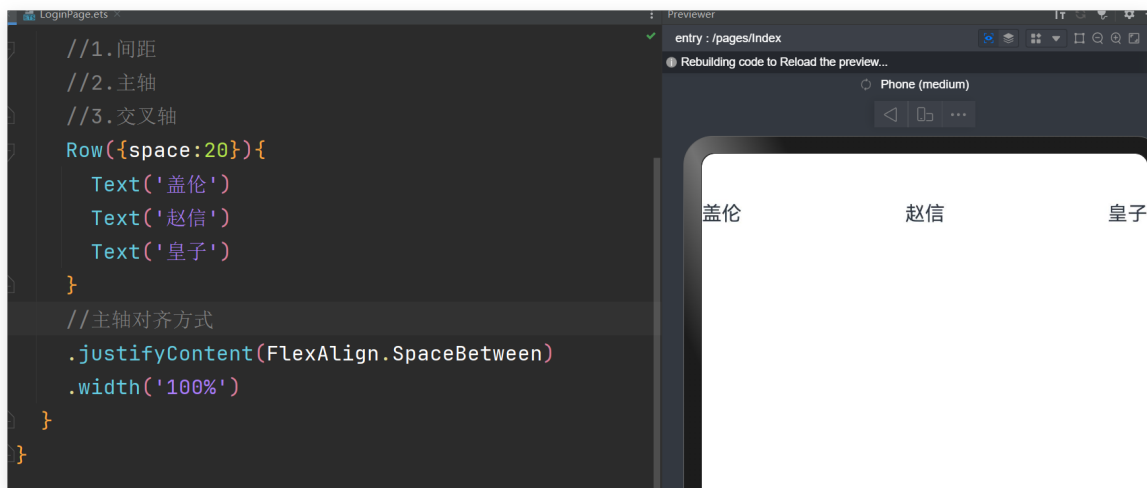 LoginPage.ets
//1.间距
//2.主轴
//3.交叉轴
Row({space:20}){
Text('盖伦')
Text('赵信')
Text('皇子')
}
//主轴对齐方式
.justifyContent(FlexAlign.SpaceBetween)
.width('100%')
}
}
Previewer
entry : /pages/Index
Rebuilding code to Reload the preview...
Phone (medium)
盖伦 赵信 皇子